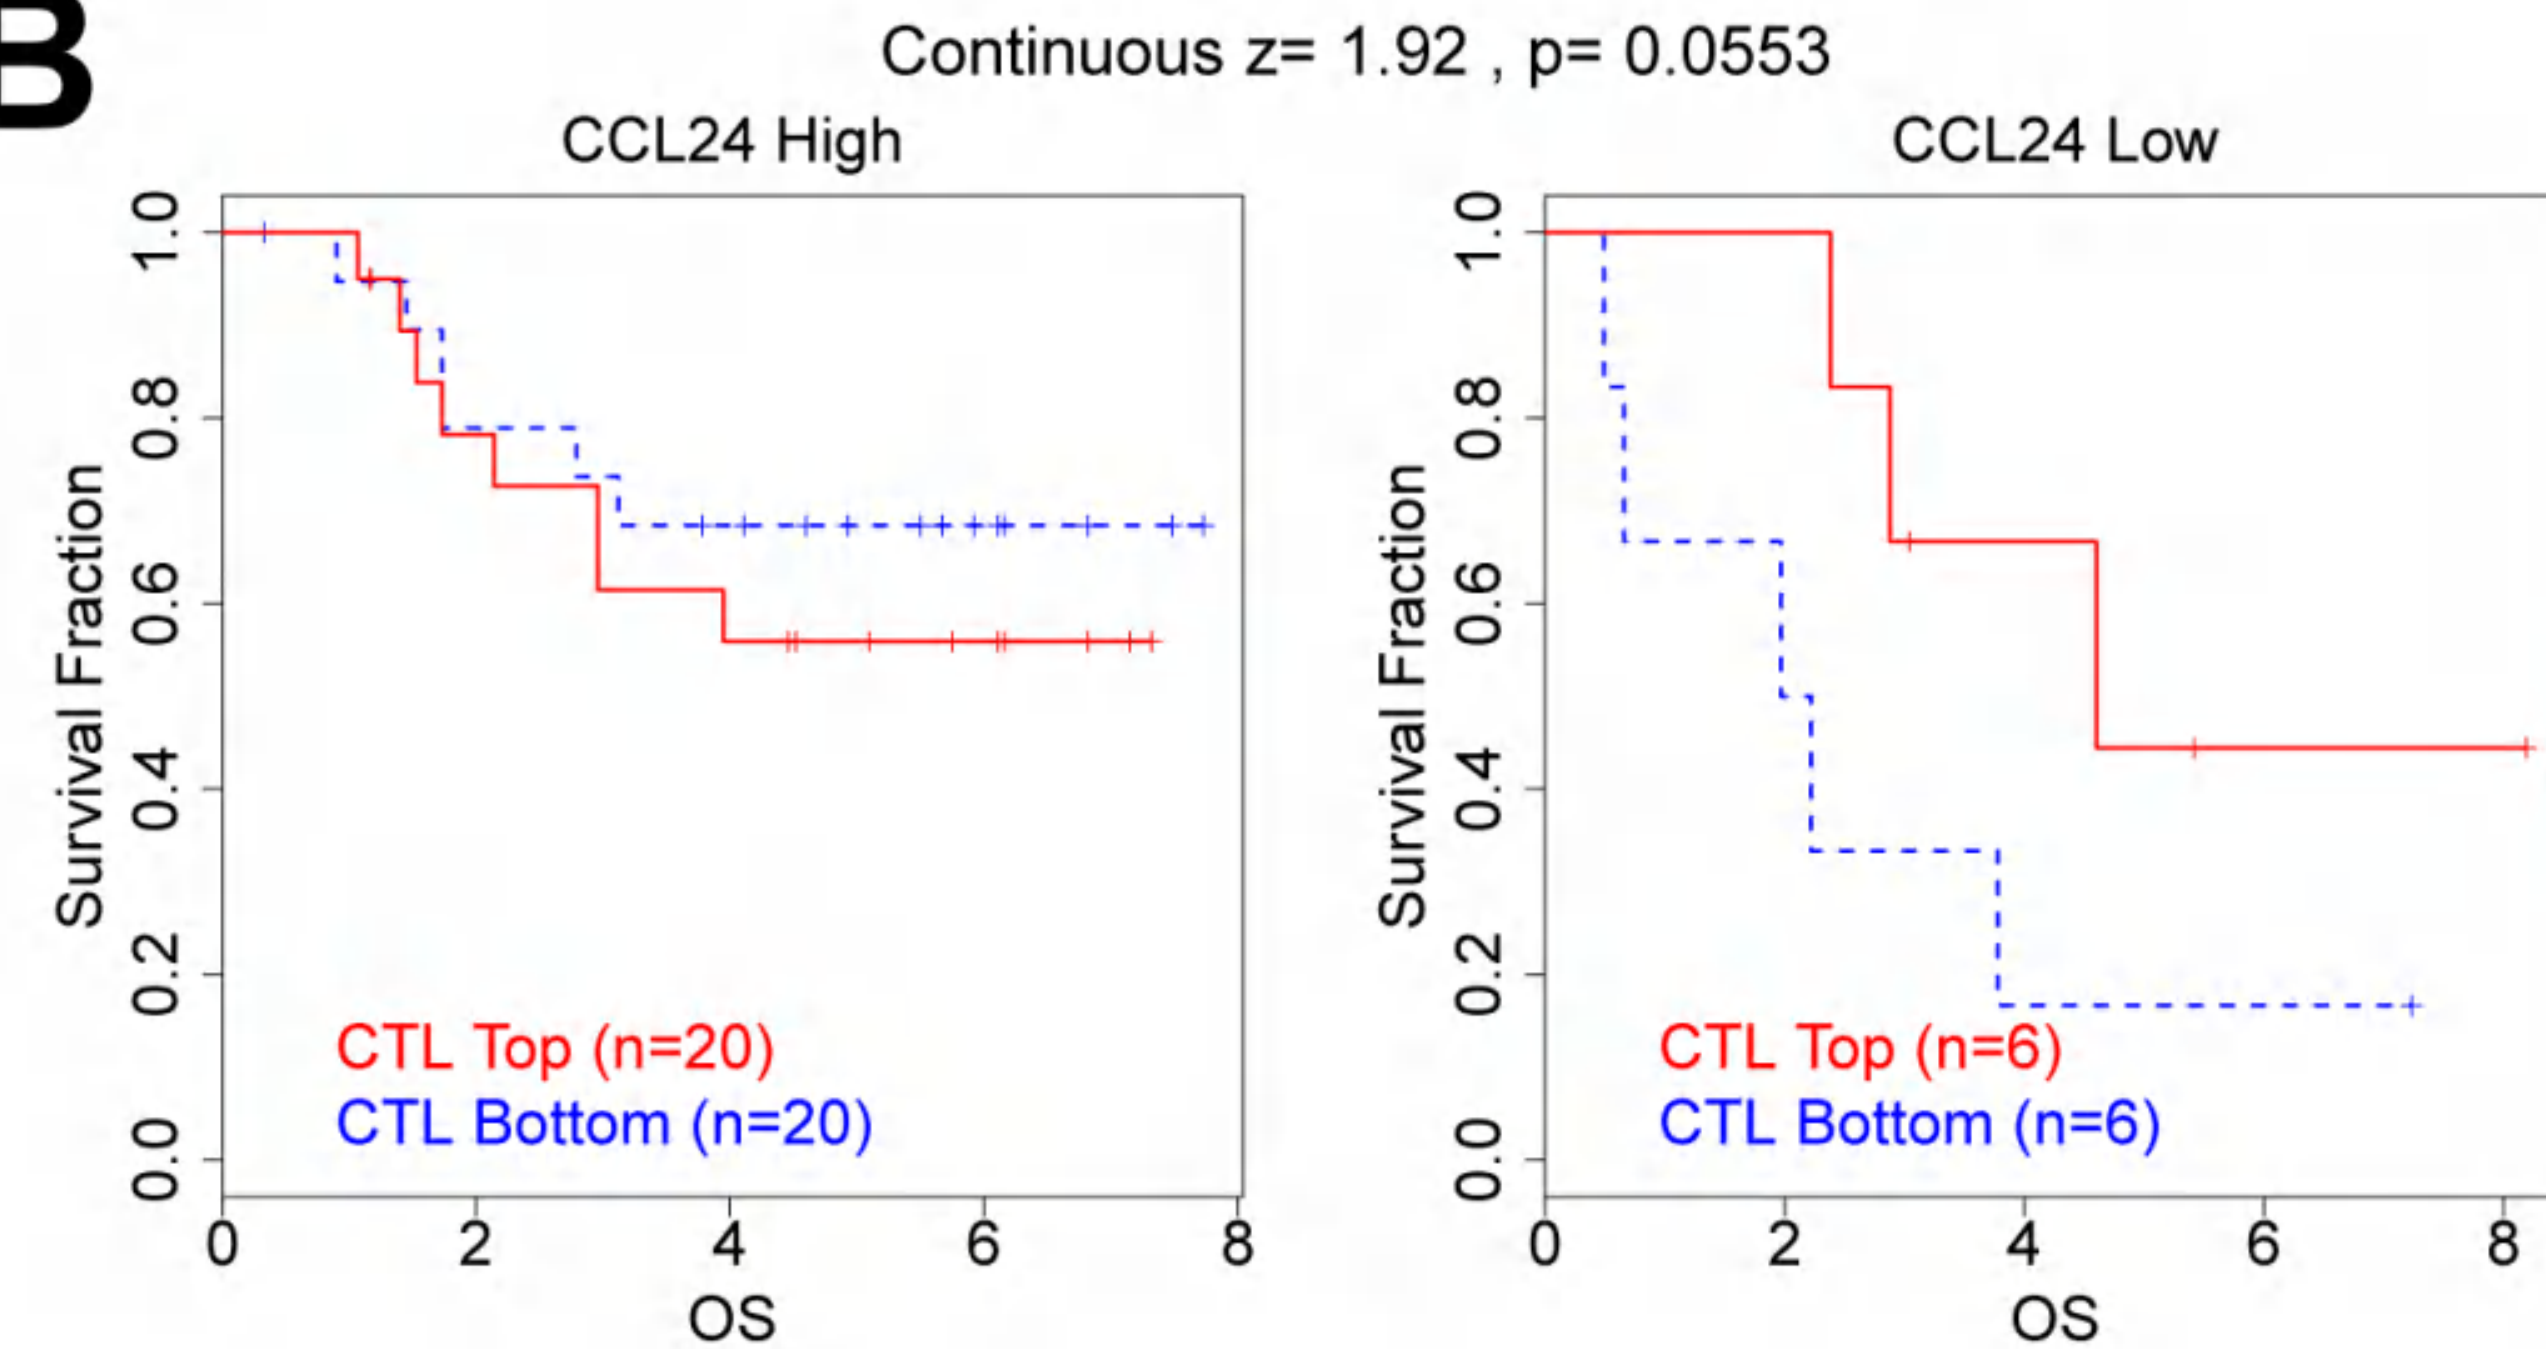 B
Continuous z= 1.92 , p= 0.0553
CCL24 High
Survival Fraction
1.0
0.8
0.6
0.4
0.2
0.0
CTL Top (n=20)
CTL Bottom (n=20)
0 2 4 6 8
OS
CCL24 Low
Survival Fraction
1.0
0.8
0.6
0.4
0.2
0.0
CTL Top (n=6)
CTL Bottom (n=6)
0 2 4 6 8
OS